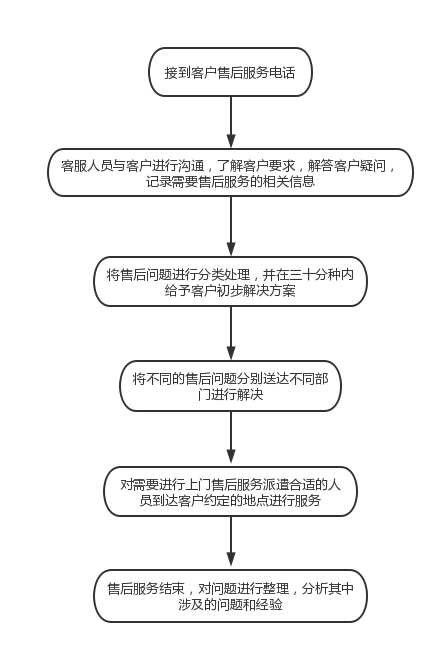 接到客户售后服务电话
客服人员与客户进行沟通，了解客户要求，解答客户疑问，
记录需要售后服务的相关信息
将售后问题进行分类处理，并在三十分种内
给予客户初步解决方案
将不同的售后问题分别送达不同部
门进行解决
对需要进行上门售后服务派遣合适的人
员到达客户约定的地点进行服务
售后服务结束，对问题进行整理，分析其中
涉及的问题和经验